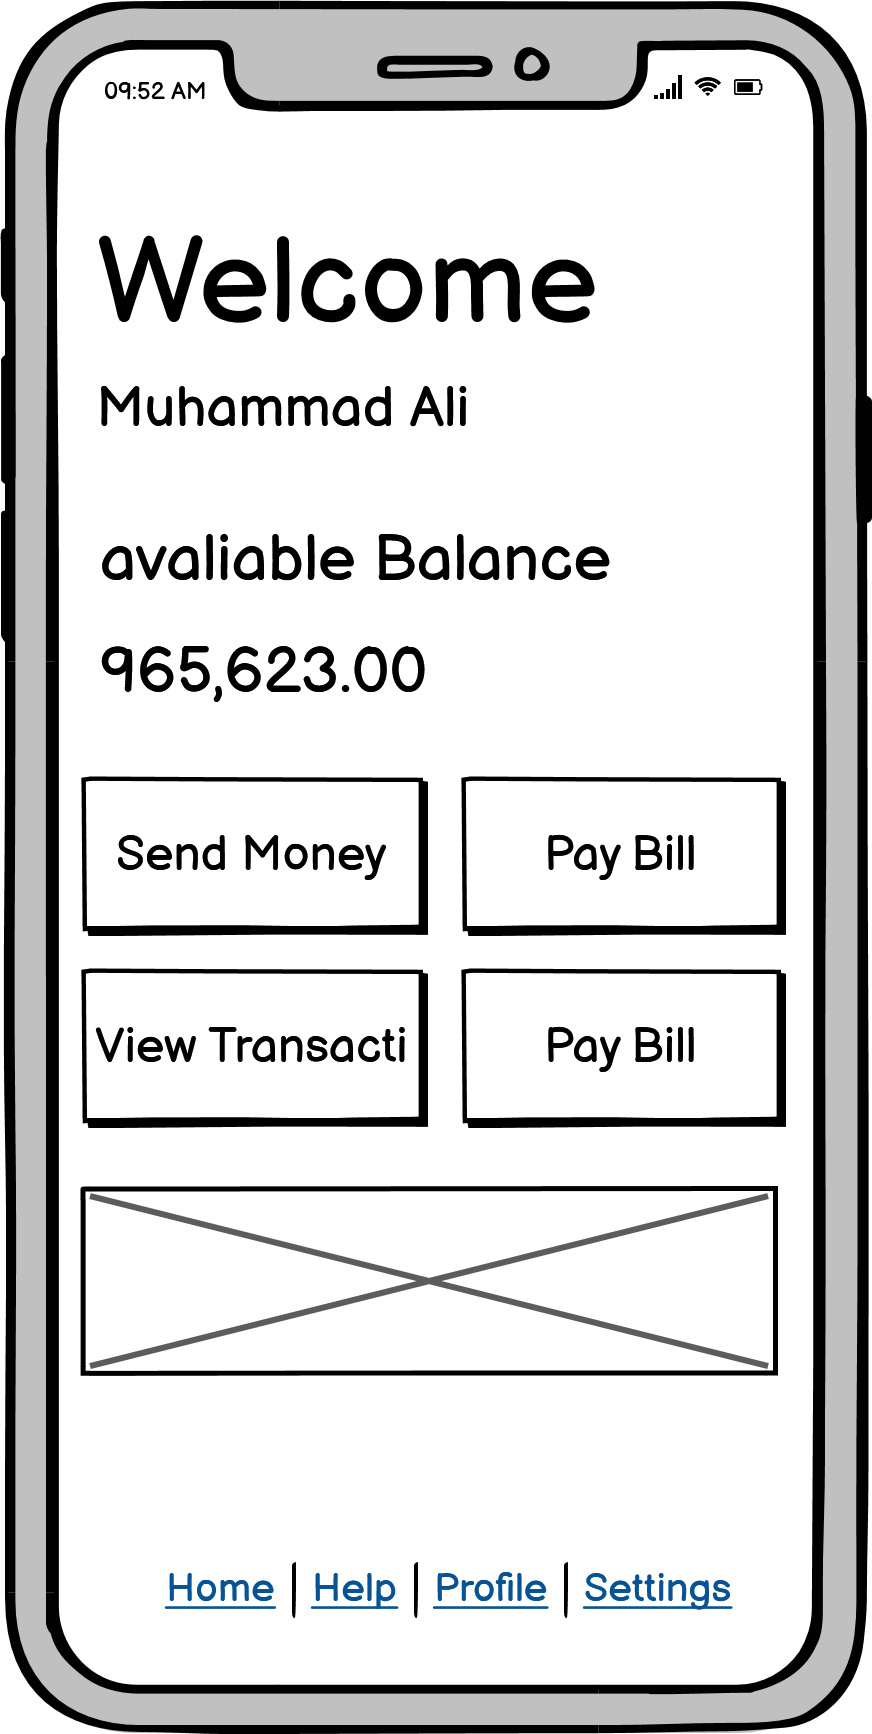 09:52 AM
Welcome
Muhammad Ali
avaliable Balance
965,623.00
Send Money
Pay Bill
View Transacti
Pay Bill
Home | Help | Profile | Settings